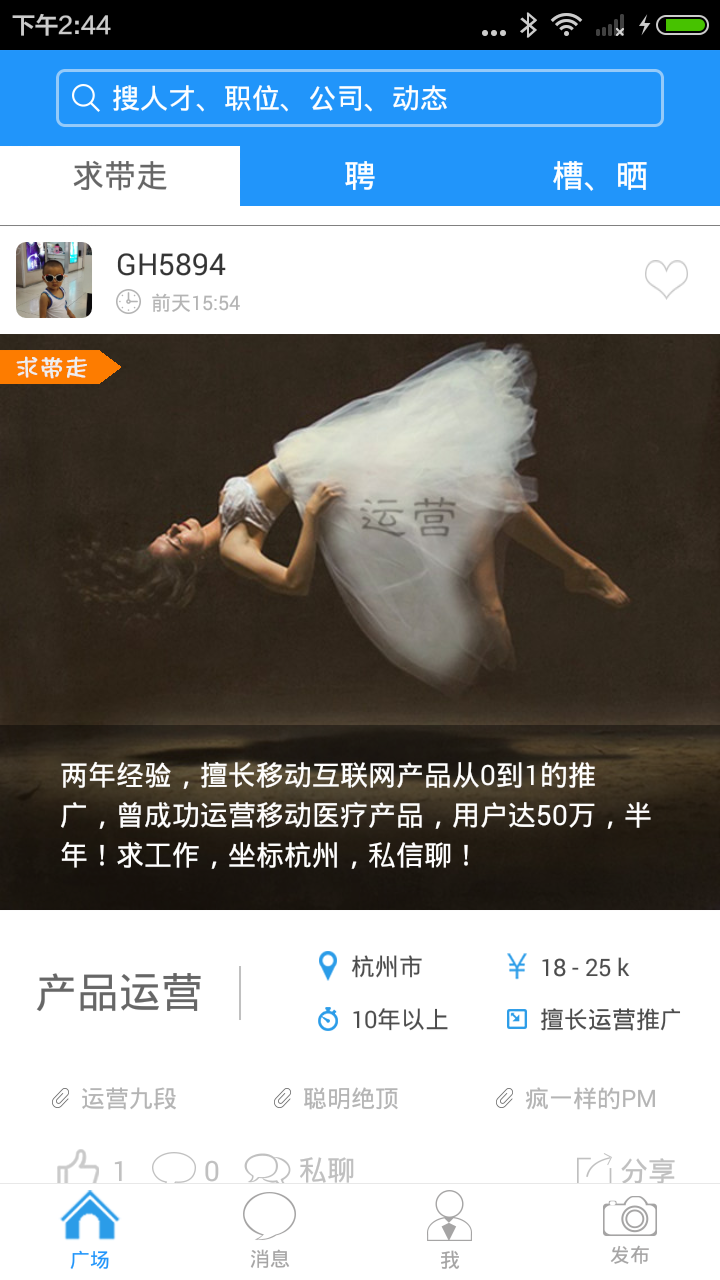 下午2:44
搜人才、职位、公司、动态
求带走
聘
槽、晒
GH5894
前天15:54
求带走
运营
两年经验，擅长移动互联网产品从0到1的推
广，曾成功运营移动医疗产品，用户达50万，半
年！求工作，坐标杭州，私信聊！
产品运营
杭州市
¥ 18 - 25 k
10年以上
擅长运营推广
运营九段
聪明绝顶
疯一样的PM
1
0
私聊
分享
广场
消息
我
发布